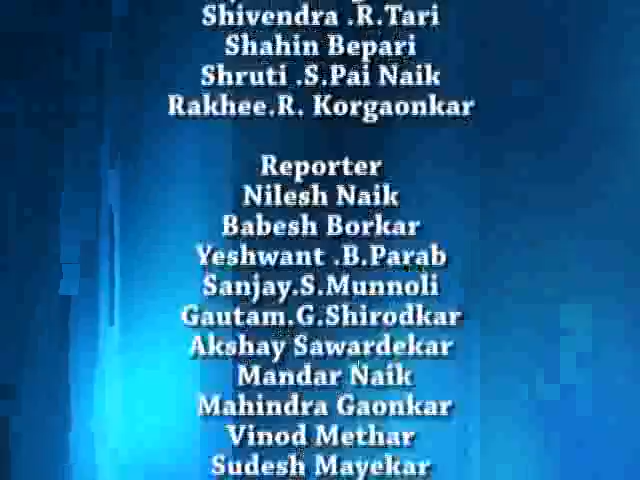 Shivendra .R.Tari
Shahin Bepari
Shruti .S.Pai Naik
Rakhee.R. Korgaonkar
Reporter
Nilesh Naik
Babesh Borkar
Yeshwant .B.Parab
Sanjay.S.Munnoli
Gautam.G.Shirodkar
Akshay Sawardekar
Mandar Naik
Mahindra Gaonkar
Vinod Methar
Sudesh Mayekar